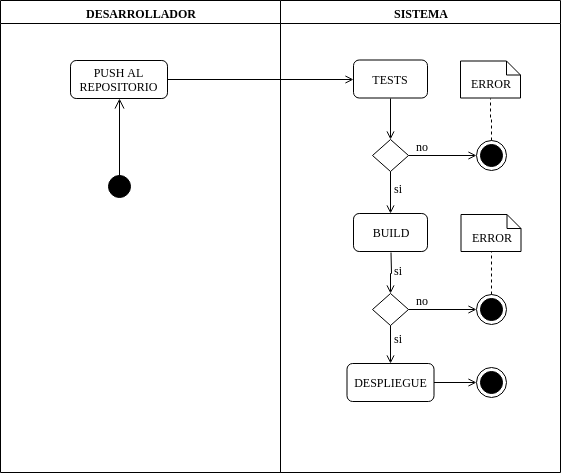 DESARROLLADOR
SISTEMA
PUSH AL
REPOSITORIO
TESTS
ERROR
no
si
BUILD
ERROR
si
no
si
DESPLIEGUE